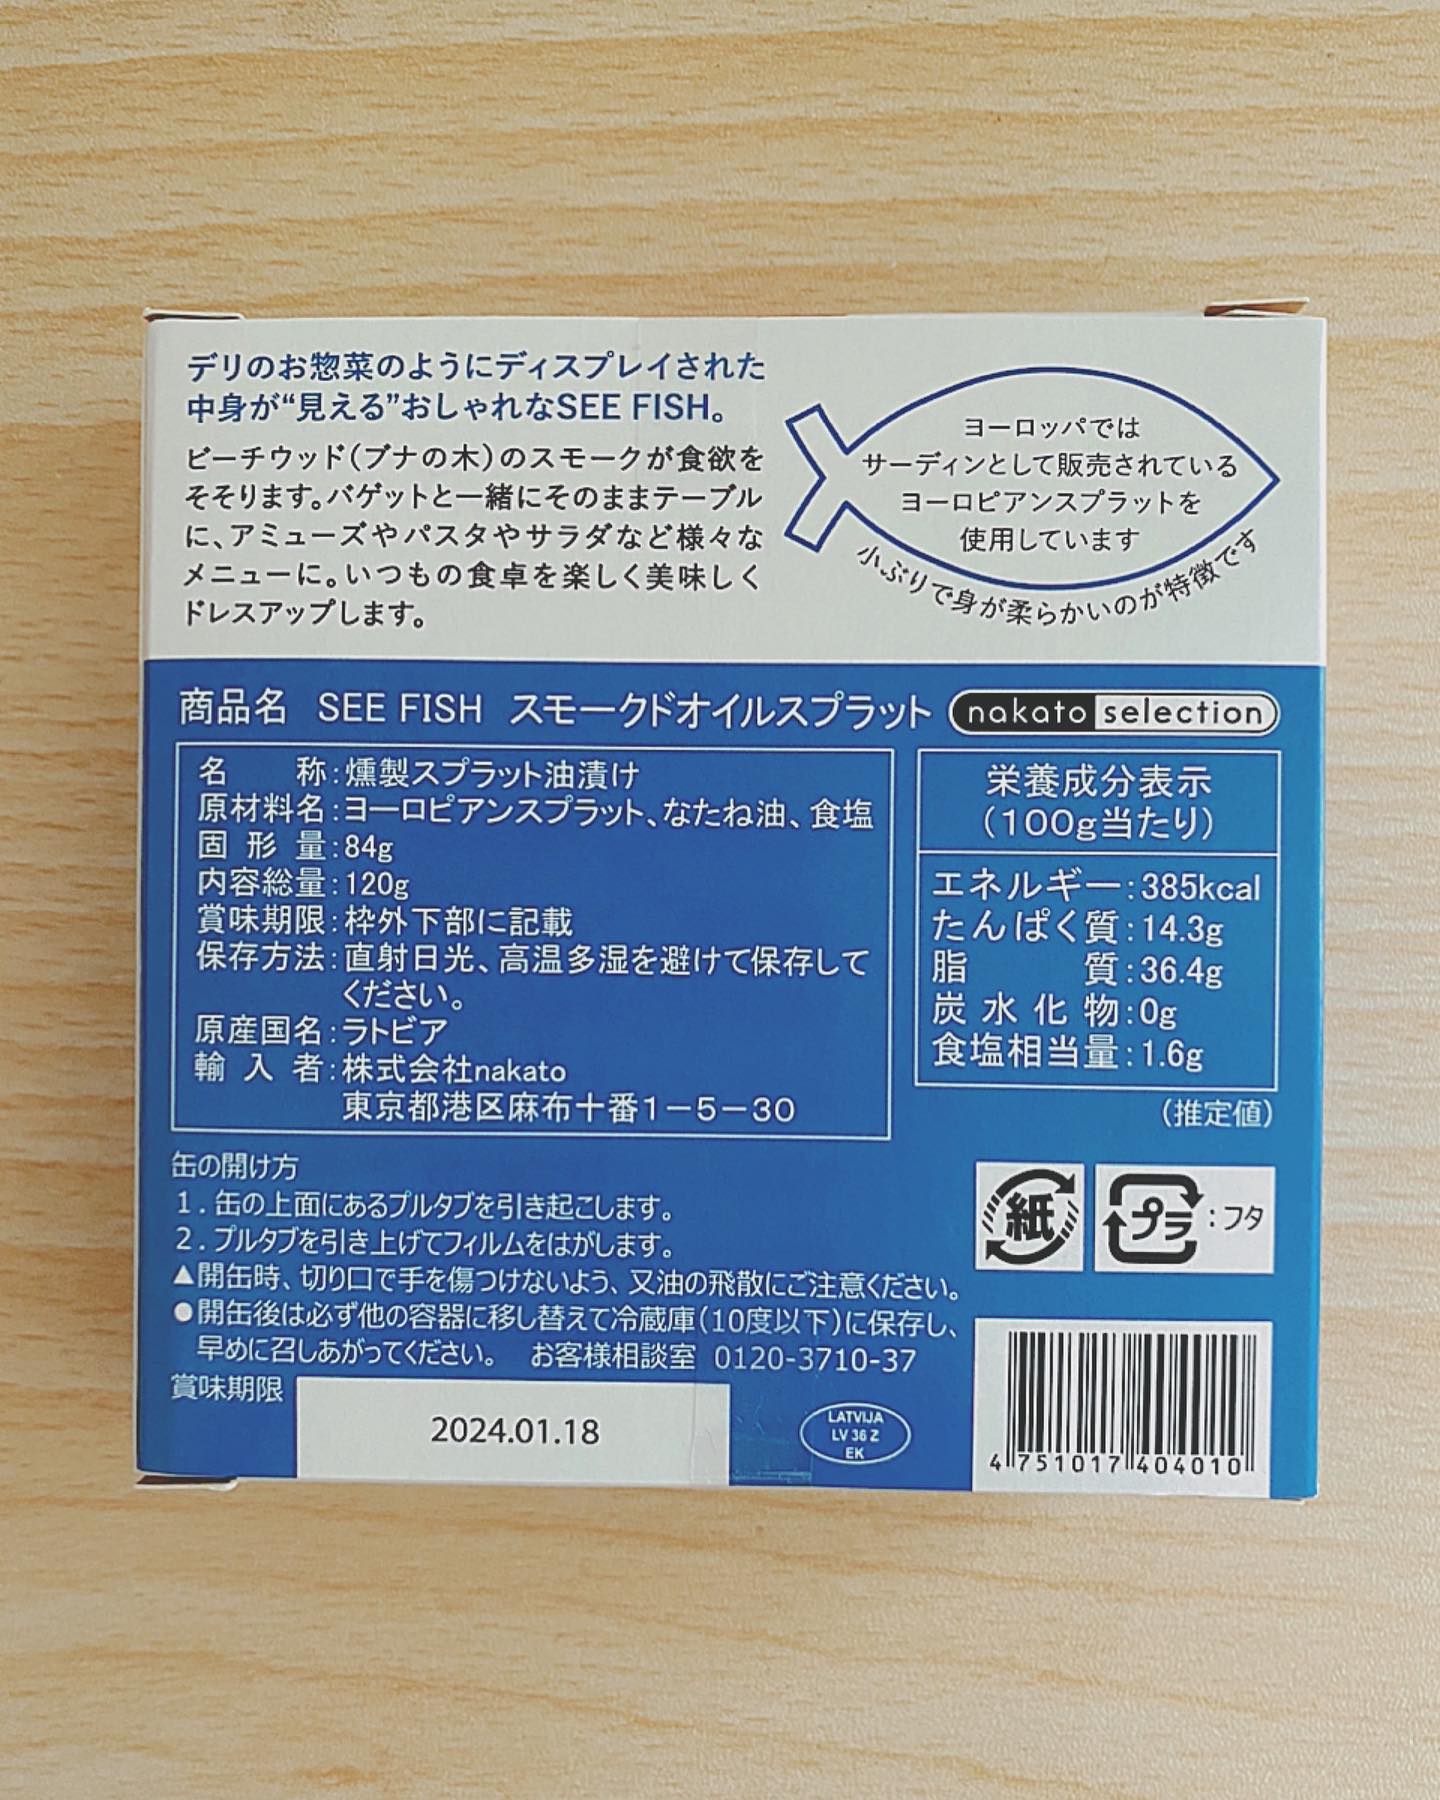 デリのお惣菜のようにディスプレイされた
中身が“見える”おしゃれなSEE FISH。
ビーチウッド(ブナの木)のスモークが食欲を
そそります。バゲットと一緒にそのままテーブル
に、アミューズやパスタやサラダなど様々な
メニューに。いつもの食卓を楽しく美味しく
ドレスアップします。
ヨーロッパでは
サーディンとして販売されている
ヨーロピアンスプラットを
使用しています
小ぶりで身が柔らかいのが特徴です
商品名 SEE FISH スモークドオイルスプラット
nakato selection
名称:燻製スプラット油漬け
原材料名:ヨーロピアンスプラット、なたね油、食塩
固形量:84g
内容総量:120g
賞味期限:枠外下部に記載
保存方法:直射日光、高温多湿を避けて保存して
ください。
原産国名:ラトビア
輸入者:株式会社nakato
東京都港区麻布十番1-5-30
栄養成分表示
(100g当たり)
エネルギー:385kcal
たんぱく質:14.3g
脂質:36.4g
炭水化物:0g
食塩相当量:1.6g
(推定値)
缶の開け方
1.缶の上面にあるプルタブを引き起こします。
2.プルタブを引き上げてフィルムをはがします。
▲開缶時、切り口で手を傷つけないよう、又油の飛散にご注意ください。
●開缶後は必ず他の容器に移し替えて冷蔵庫(10度以下)に保存し、
早めに召しあがってください。 お客様相談室 0120-3710-37
紙
プラ:フタ
賞味期限
2024.01.18
LATVIJA
LV 36 Z
EK
4 751017 404010